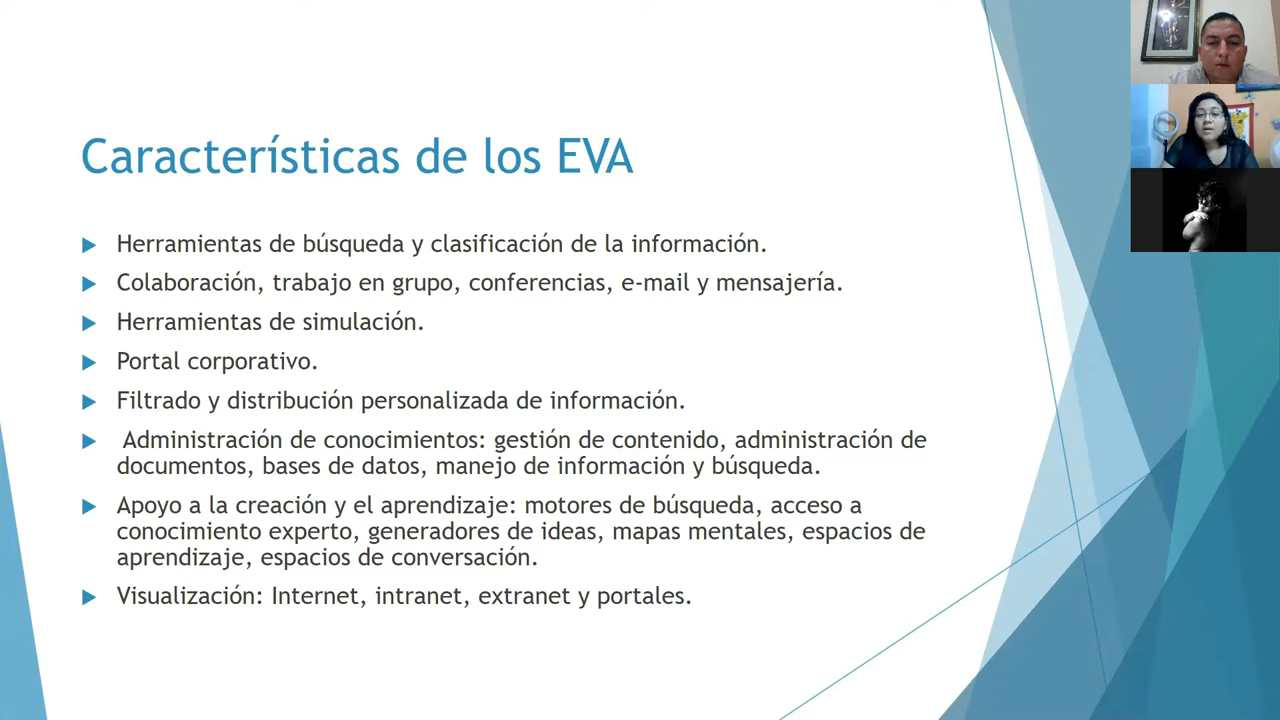 Características de los EVA
Herramientas de búsqueda y clasificación de la información.
Colaboración, trabajo en grupo, conferencias, e-mail y mensajería.
Herramientas de simulación.
Portal corporativo.
Filtrado y distribución personalizada de información.
Administración de conocimientos: gestión de contenido, administración de
documentos, bases de datos, manejo de información y búsqueda.
Apoyo a la creación y el aprendizaje: motores de búsqueda, acceso a
conocimiento experto, generadores de ideas, mapas mentales, espacios de
aprendizaje, espacios de conversación.
Visualización: Internet, intranet, extranet y portales.